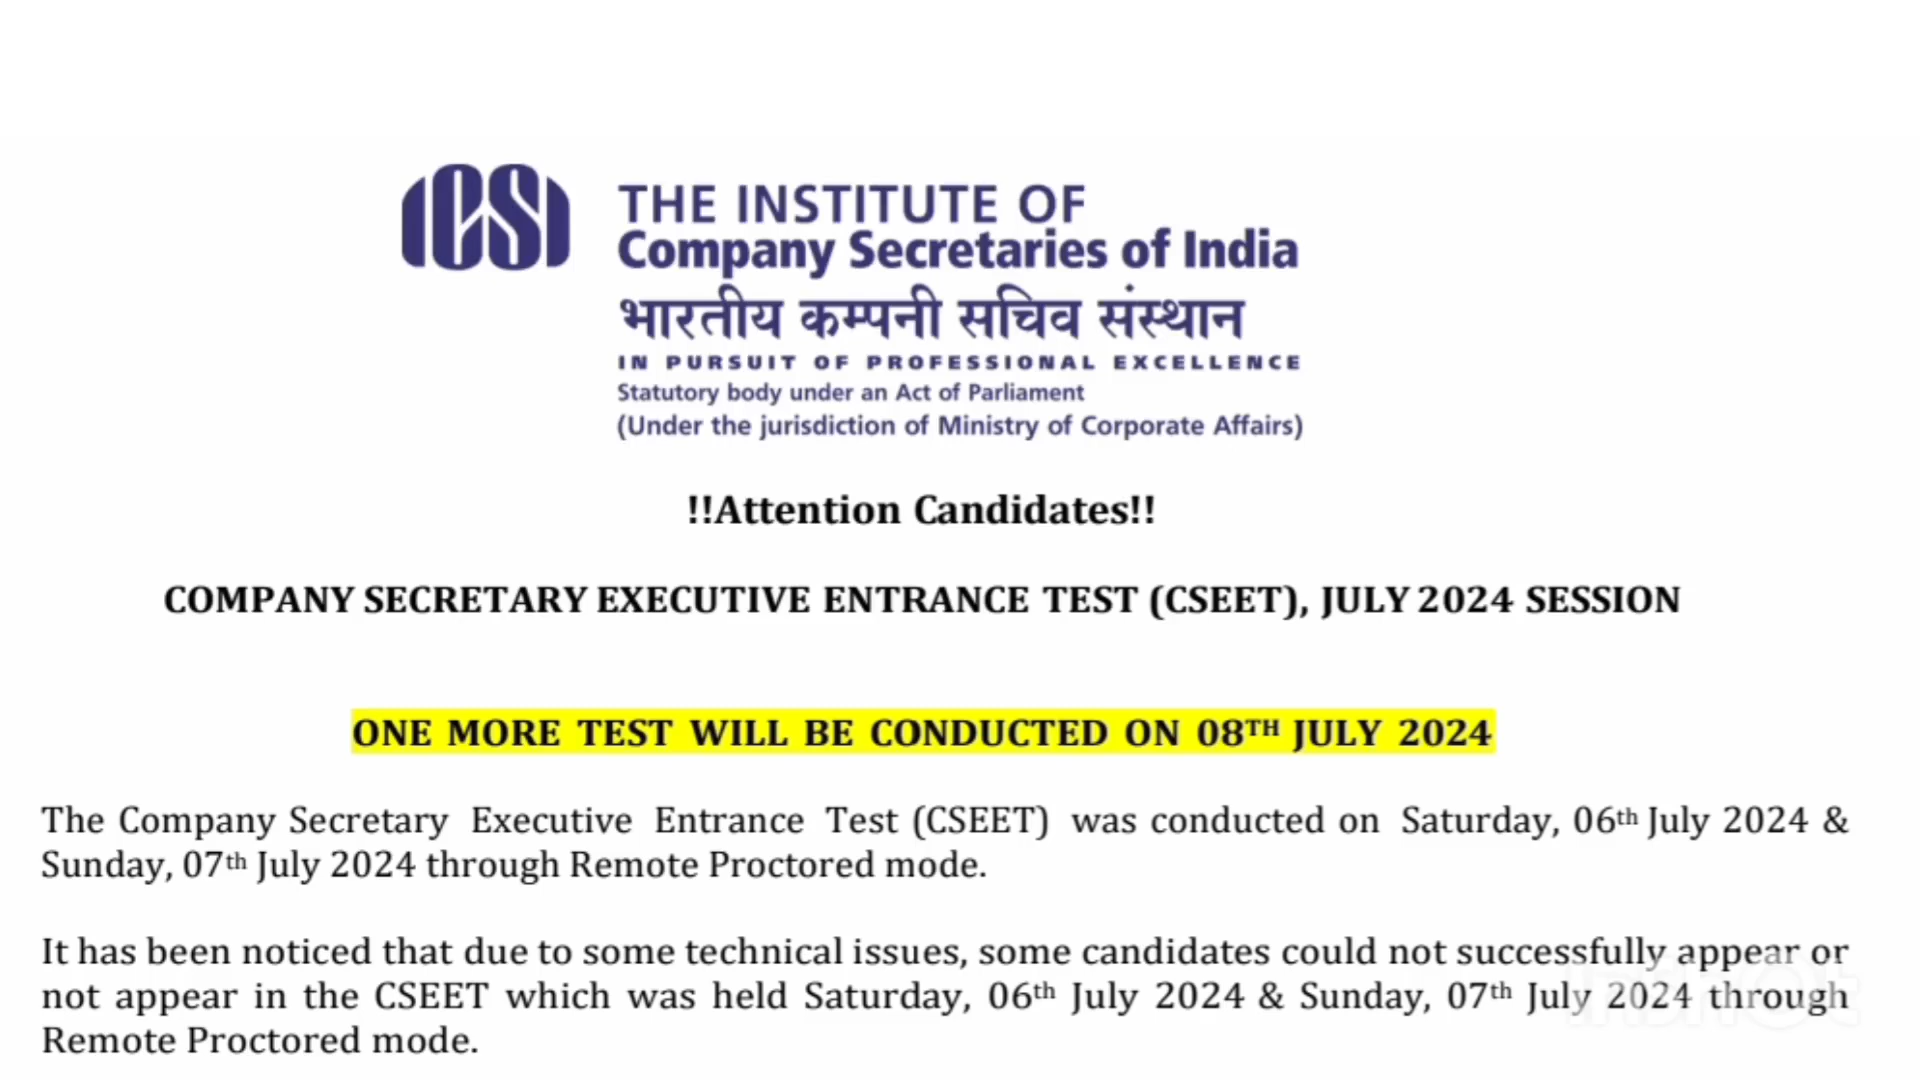 ICSI
THE INSTITUTE OF
Company Secretaries of India
भारतीय कम्पनी सचिव संस्थान
IN PURSUIT OF PROFESSIONAL EXCELLENCE
Statutory body under an Act of Parliament
(Under the jurisdiction of Ministry of Corporate Affairs)
!!Attention Candidates!!
COMPANY SECRETARY EXECUTIVE ENTRANCE TEST (CSEET), JULY 2024 SESSION
ONE MORE TEST WILL BE CONDUCTED ON 08TH JULY 2024
The Company Secretary Executive Entrance Test (CSEET) was conducted on Saturday, 06th July 2024 &
Sunday, 07th July 2024 through Remote Proctored mode.
It has been noticed that due to some technical issues, some candidates could not successfully appear or
not appear in the CSEET which was held Saturday, 06th July 2024 & Sunday, 07th July 2024 through
Remote Proctored mode.
InShOt